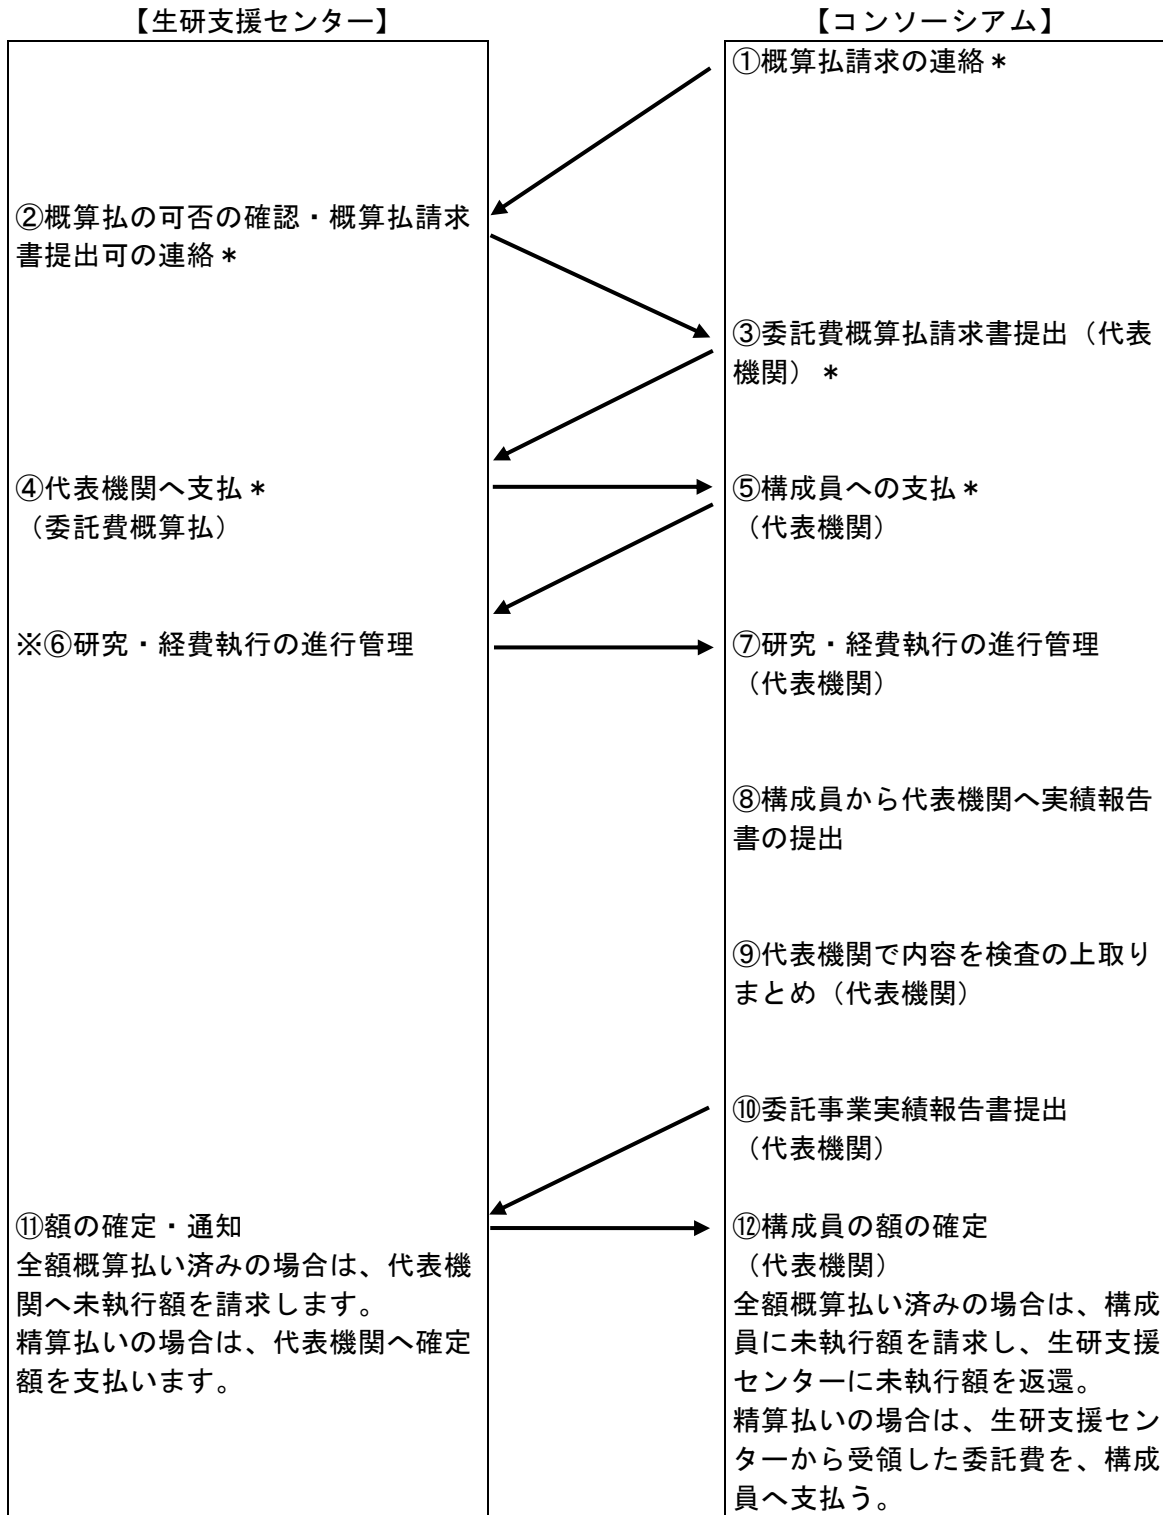 【生研支援センター】
【コンソーシアム】
①概算払請求の連絡＊
②概算払の可否の確認・概算払請求
書提出可の連絡＊
③委託費概算払請求書提出（代表
機関）＊
④代表機関へ支払＊
（委託費概算払）
⑤構成員への支払＊
（代表機関）
※⑥研究・経費執行の進行管理
⑦研究・経費執行の進行管理
（代表機関）
⑧構成員から代表機関へ実績報告
書の提出
⑨代表機関で内容を検査の上取り
まとめ（代表機関）
⑩委託事業実績報告書提出
（代表機関）
⑪額の確定・通知
全額概算払い済みの場合は、代表機
関へ未執行額を請求します。
精算払いの場合は、代表機関へ確定
額を支払います。
⑫構成員の額の確定
（代表機関）
全額概算払い済みの場合は、構成
員に未執行額を請求し、生研支援
センターに未執行額を返還。
精算払いの場合は、生研支援セン
ターから受領した委託費を、構成
員へ支払う。